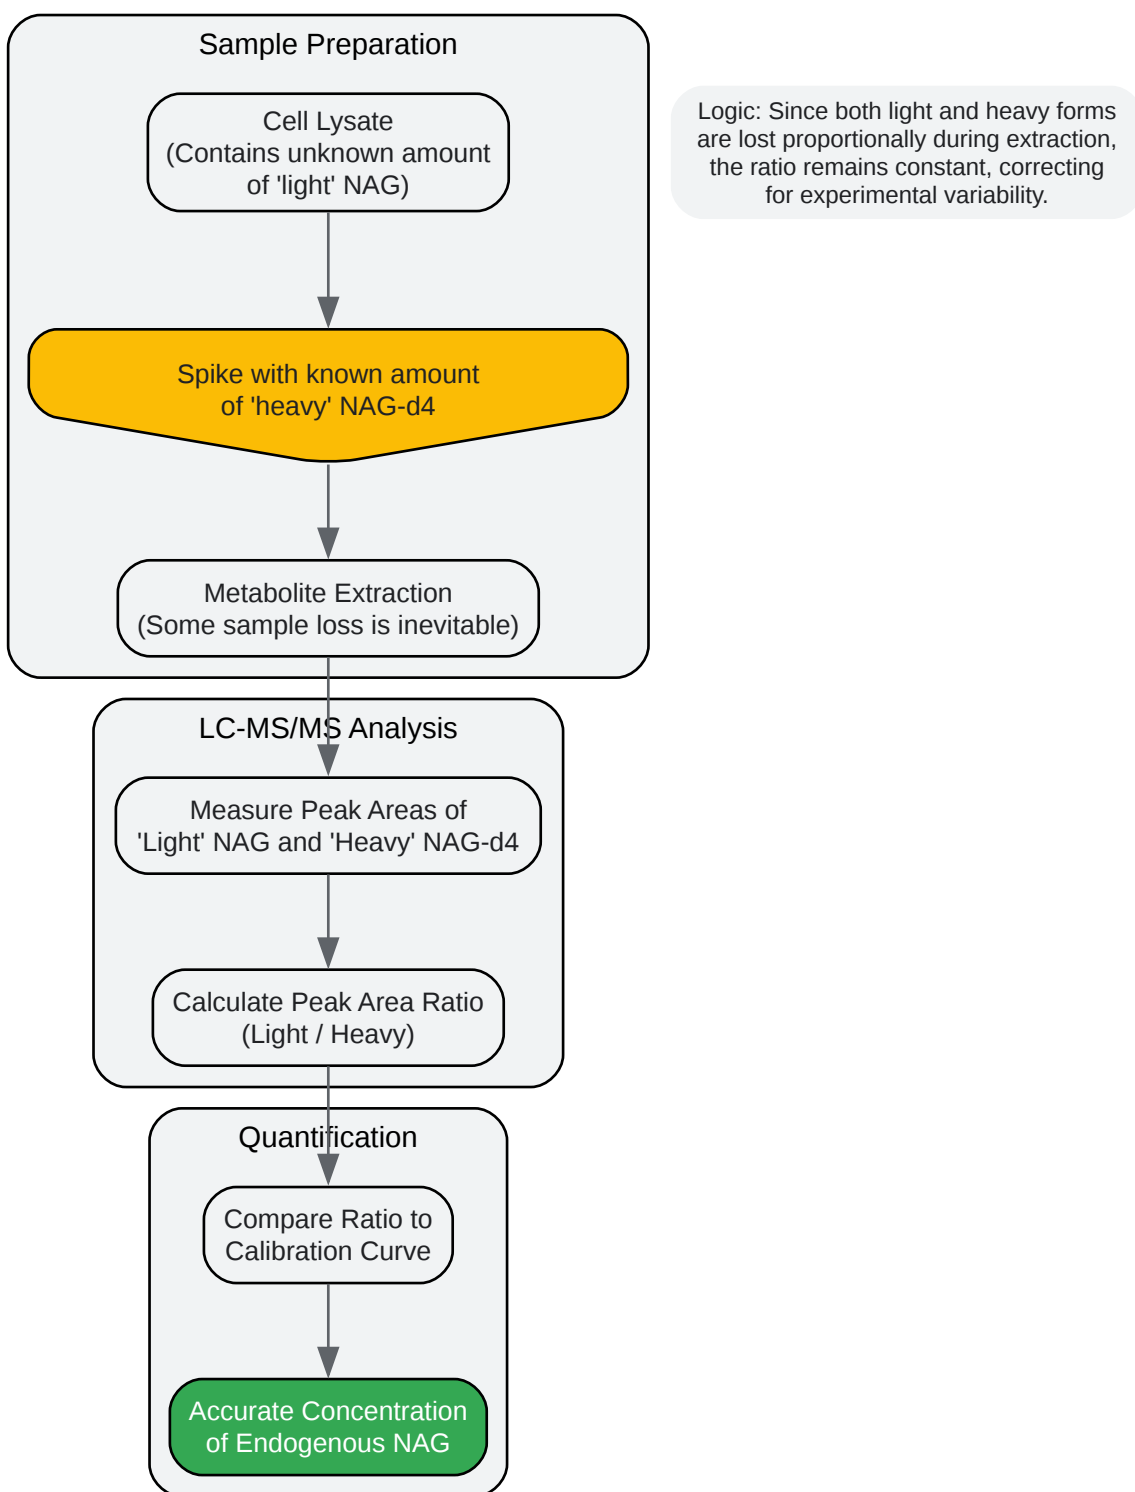 Sample Preparation
Cell Lysate
(Contains unknown amount
of 'light' NAG)
Logic: Since both light and heavy forms
are lost proportionally during extraction,
the ratio remains constant, correcting
for experimental variability.
Spike with known amount
of 'heavy' NAG-d4
Metabolite Extraction
(Some sample loss is inevitable)
LC-MS/MS Analysis
Measure Peak Areas of
'Light' NAG and 'Heavy' NAG-d4
Calculate Peak Area Ratio
(Light / Heavy)
Quantification
Compare Ratio to
Calibration Curve
Accurate Concentration
of Endogenous NAG